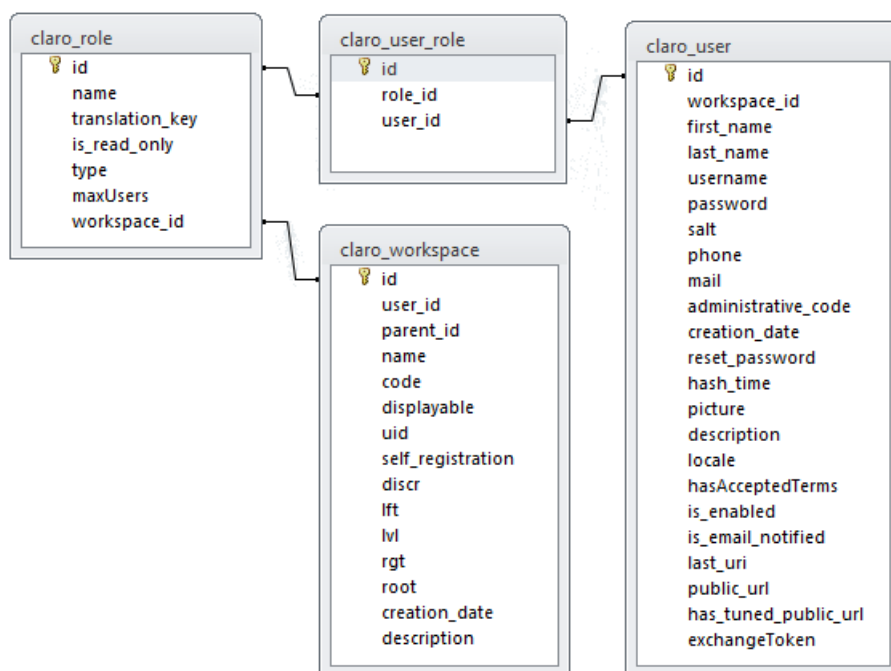 claro_role
id
name
translation_key
is_read_only
type
maxUsers
workspace_id
claro_user_role
id
role_id
user_id
claro_workspace
id
user_id
parent_id
name
code
displayable
uid
self_registration
discr
lft
lvl
rgt
root
creation_date
description
claro_user
id
workspace_id
first_name
last_name
username
password
salt
phone
mail
administrative_code
creation_date
reset_password
hash_time
picture
description
locale
hasAcceptedTerms
is_enabled
is_email_notified
last_uri
public_url
has_tuned_public_url
exchangeToken